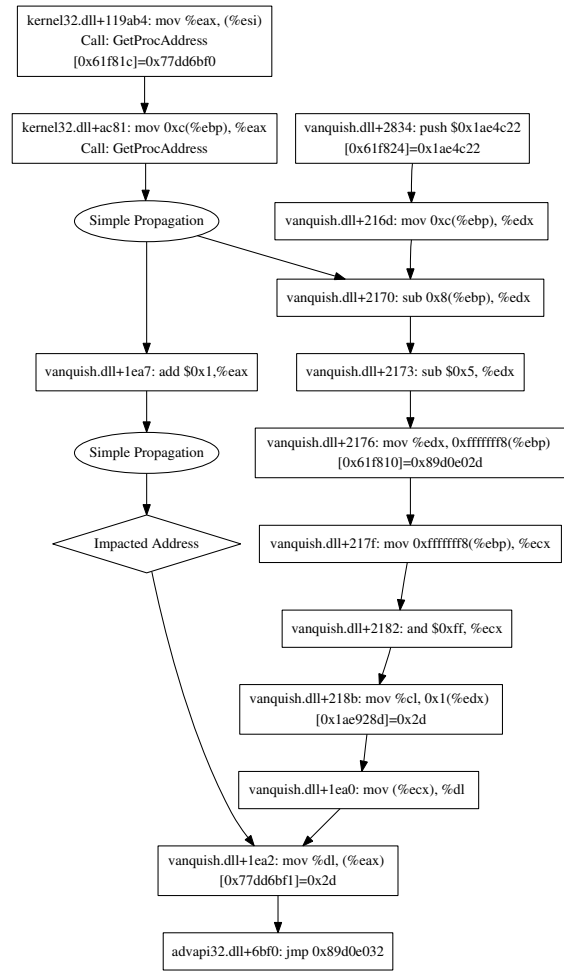 kernel32.dll+119ab4: mov %eax, (%esi)
Call: GetProcAddress
[0x61f81c]=0x77dd6bf0
kernel32.dll+ac81: mov 0xc(%ebp), %eax
Call: GetProcAddress
vanquish.dll+2834: push $0x1ae4c22
[0x61f824]=0x1ae4c22
Simple Propagation
vanquish.dll+216d: mov 0xc(%ebp), %edx
vanquish.dll+2170: sub 0x8(%ebp), %edx
vanquish.dll+1ea7: add $0x1,%eax
vanquish.dll+2173: sub $0x5, %edx
Simple Propagation
vanquish.dll+2176: mov %edx, 0xfffffff8(%ebp)
[0x61f810]=0x89d0e02d
Impacted Address
vanquish.dll+217f: mov 0xfffffff8(%ebp), %ecx
vanquish.dll+2182: and $0xff, %ecx
vanquish.dll+218b: mov %cl, 0x1(%edx)
[0x1ae928d]=0x2d
vanquish.dll+1ea0: mov (%ecx), %dl
vanquish.dll+1ea2: mov %dl, (%eax)
[0x77dd6bf1]=0x2d
advapi32.dll+6bf0: jmp 0x89d0e032